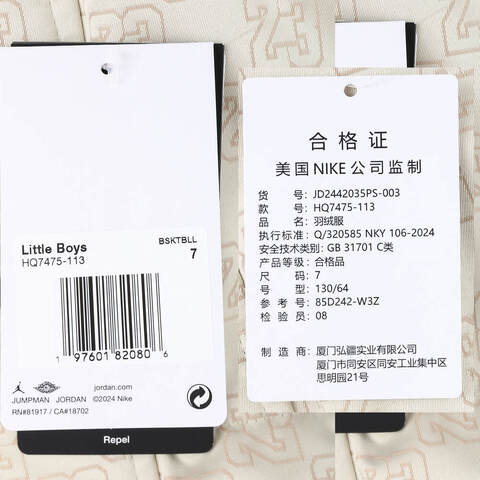 Little Boys
HQ7475-113
BSKTBLL
7
1 97601 82080 6
JUMPMAN JORDAN
jordan.com
©2024 Nike
RN#81917 / CA#18702
Repel
合格证
美国NIKE公司监制
货号: JD2442035PS-003
款号: HQ7475-113
品名: 羽绒服
执行标准: Q/320585 NKY 106-2024
安全技术类别: GB 31701 C类
产品等级: 合格品
尺码: 7
号型: 130/64
参考号: 85D242-W3Z
检验员: 08
制造商: 厦门弘疆实业有限公司
厦门市同安区同安工业集中区
思明园21号
23